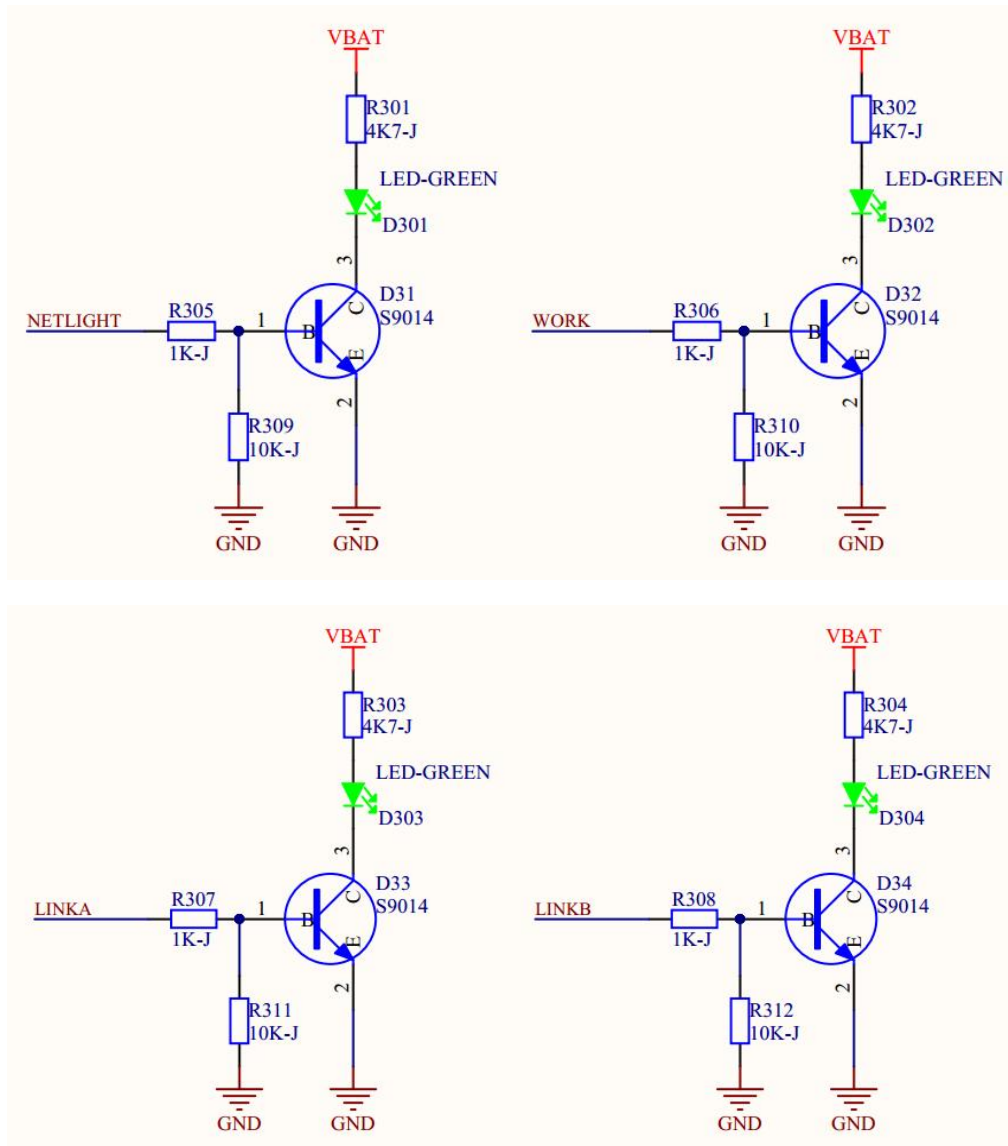 VBAT
R301
4K7-J
LED-GREEN
D301
3
D31
S9014
C
B
E
NETLIGHT
R305
1K-J
1
2
R309
10K-J
GND
GND
VBAT
R302
4K7-J
LED-GREEN
D302
3
D32
S9014
C
B
E
WORK
R306
1K-J
1
2
R310
10K-J
GND
GND
VBAT
R303
4K7-J
LED-GREEN
D303
3
D33
S9014
C
B
E
LINKA
R307
1K-J
1
2
R311
10K-J
GND
GND
VBAT
R304
4K7-J
LED-GREEN
D304
3
D34
S9014
C
B
E
LINKB
R308
1K-J
1
2
R312
10K-J
GND
GND